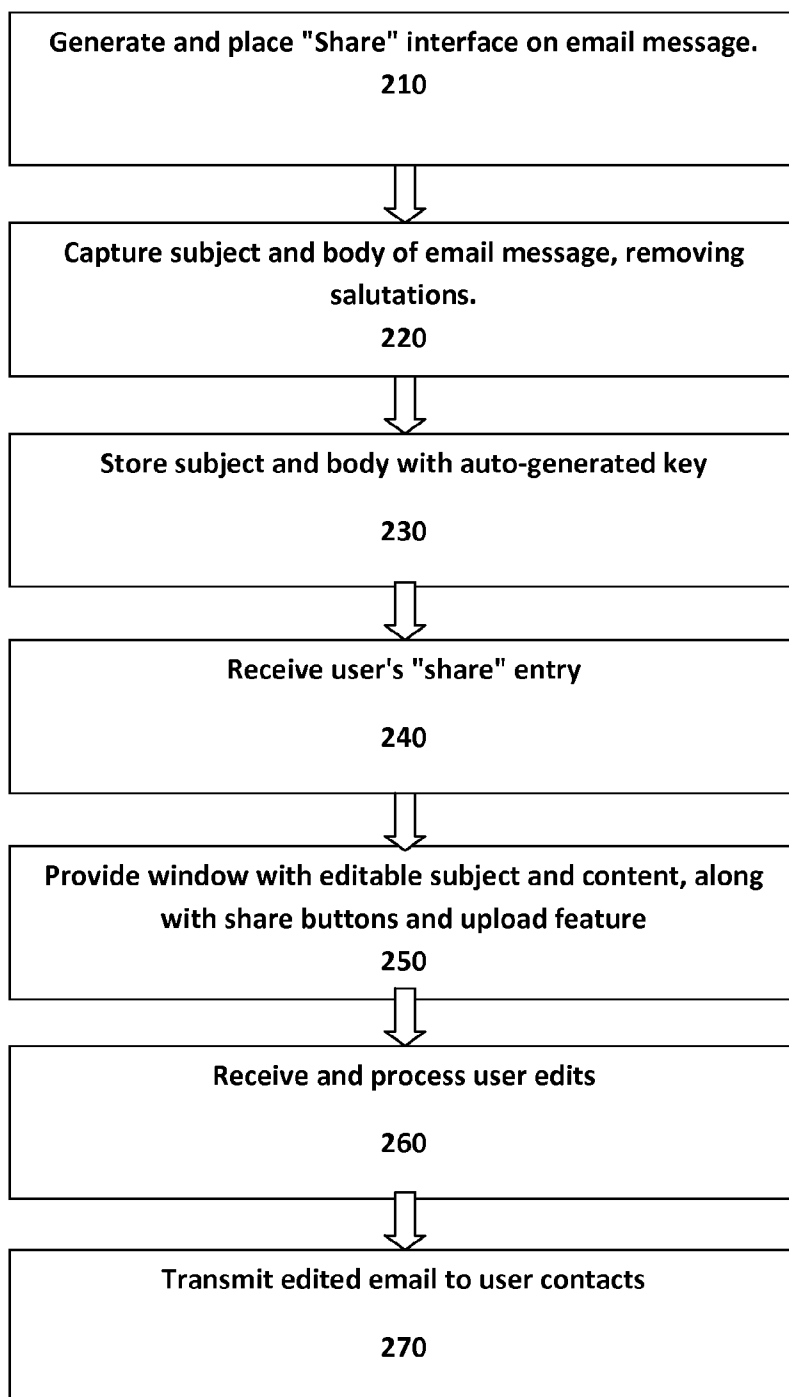 Generate and place "Share" interface on email message.
210
Capture subject and body of email message, removing
salutations.
220
Store subject and body with auto-generated key
230
Receive user's "share" entry
240
Provide window with editable subject and content, along
with share buttons and upload feature
250
Receive and process user edits
260
Transmit edited email to user contacts
270